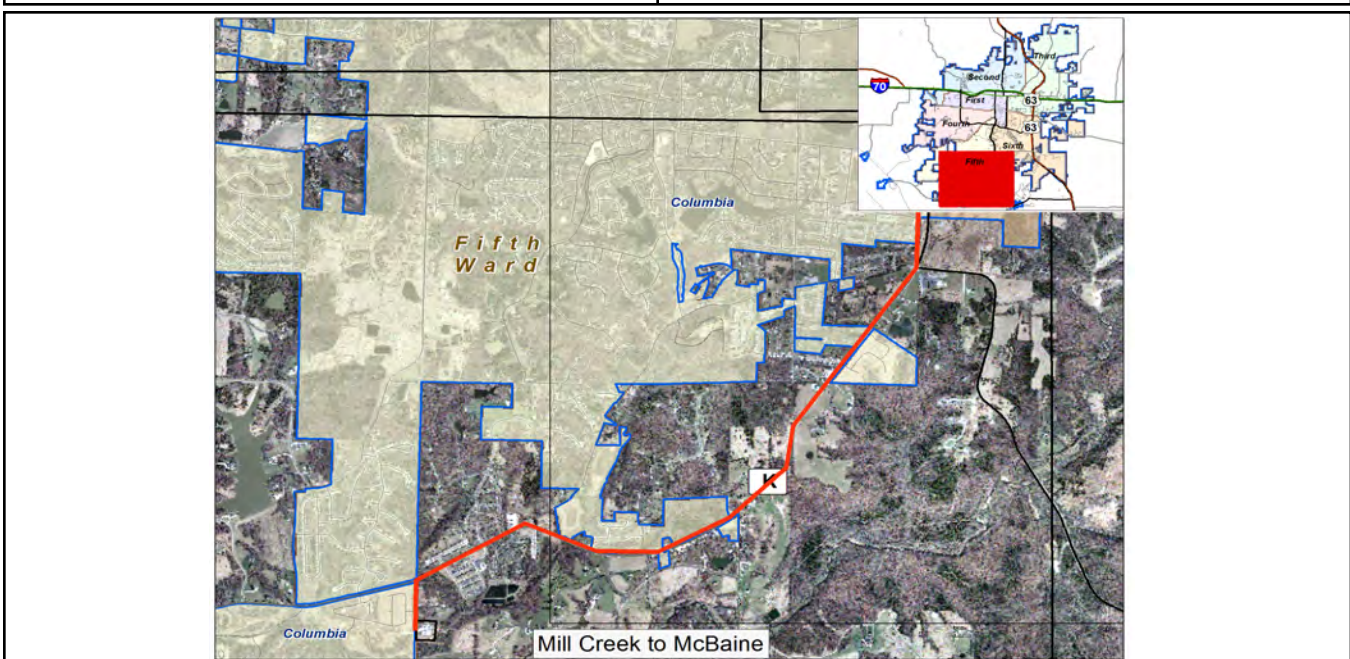 Third
Second
70
First
63
Fourth
63
Sixth
Fifth
Columbia
Fifth
Ward
K
Columbia
Mill Creek to McBaine